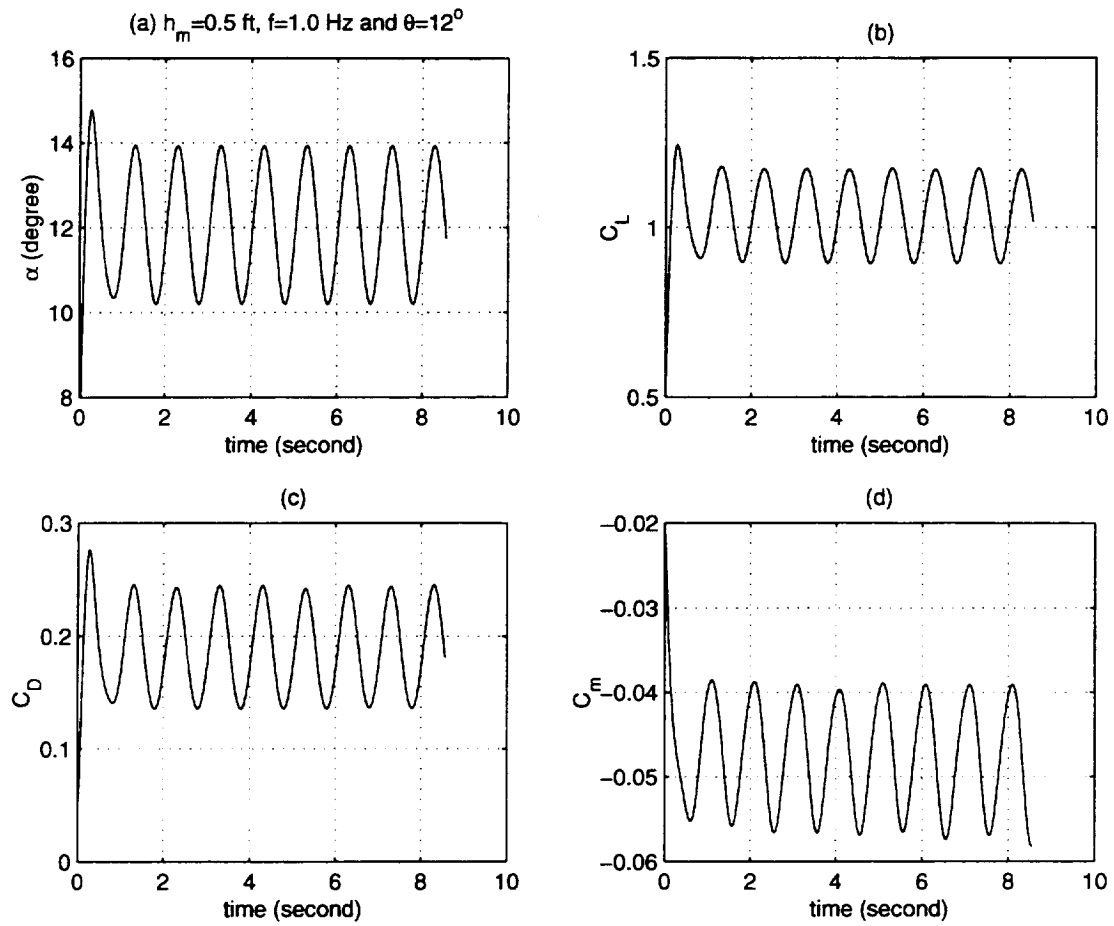 (a) h_m=0.5 ft, f=1.0 Hz and θ=12°
16
14
12
10
8
α (degree)
0 2 4 6 8 10
time (second)
(b)
1.5
1
0.5
C_L
0 2 4 6 8 10
time (second)
(c)
0.3
0.2
0.1
0
C_D
0 2 4 6 8 10
time (second)
(d)
−0.02
−0.03
−0.04
−0.05
−0.06
C_m
0 2 4 6 8 10
time (second)